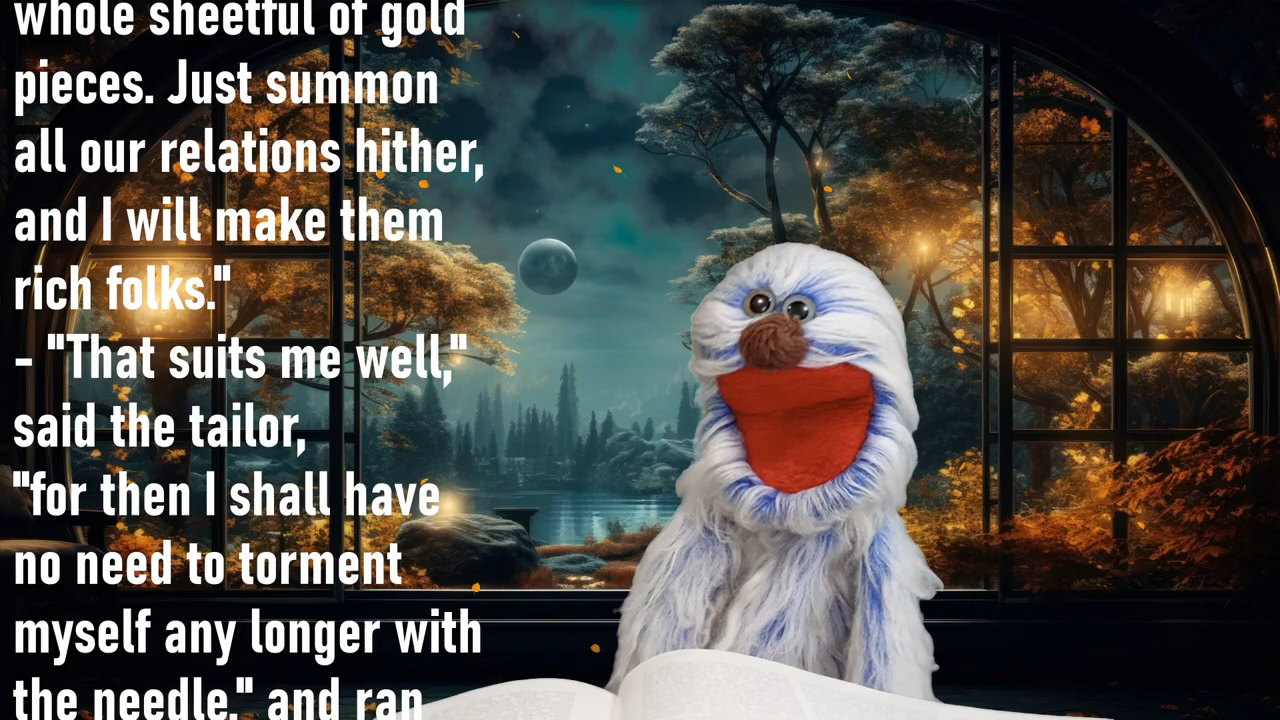 whole sheetful of gold
pieces. Just summon
all our relations hither,
and I will make them
rich folks."
- "That suits me well,"
said the tailor,
"for then I shall have
no need to torment
myself any longer with
the needle," and ran